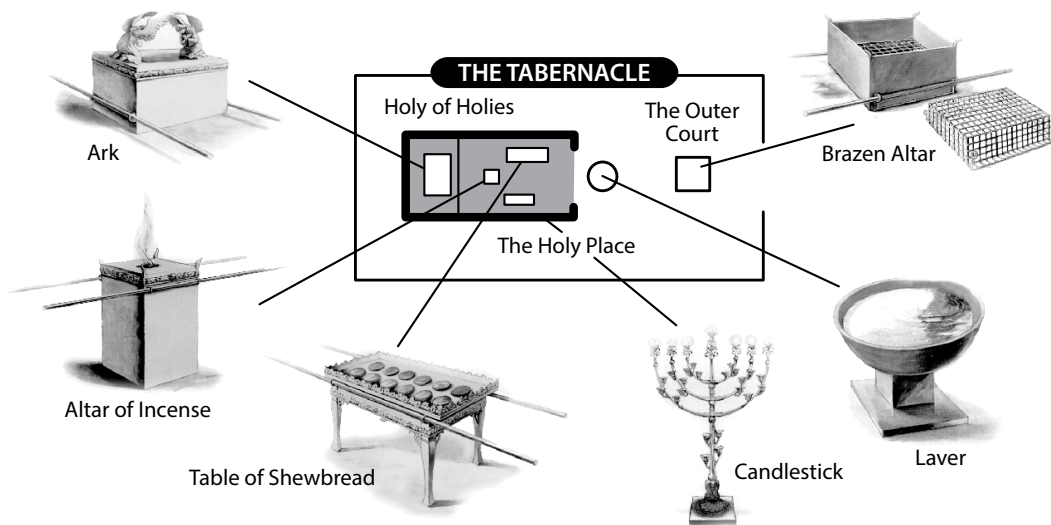 THE TABERNACLE
Holy of Holies
The Outer
Court
Ark
Brazen Altar
The Holy Place
Altar of Incense
Table of Shewbread
Candlestick
Laver